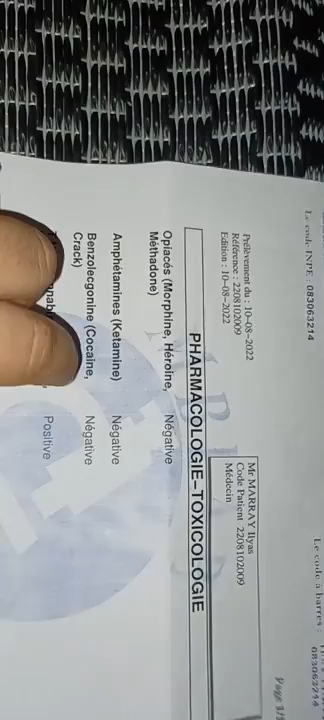 Le code INPE : 083063214
Le code à barres :
083063214
Page 1/1
Prélèvement du : 10-08-2022
Référence : 2208102009
Edition : 10-08-2022
Mr MARRAY Ilyas
Code Patient 2208102009
Médecin
PHARMACOLOGIE-TOXICOLOGIE
Opiacés (Morphine, Héroïne, Négative
Méthadone)
Amphétamines (Ketamine) Négative
Benzolecgonine (Cocaïne, Négative
Crack)
Positive